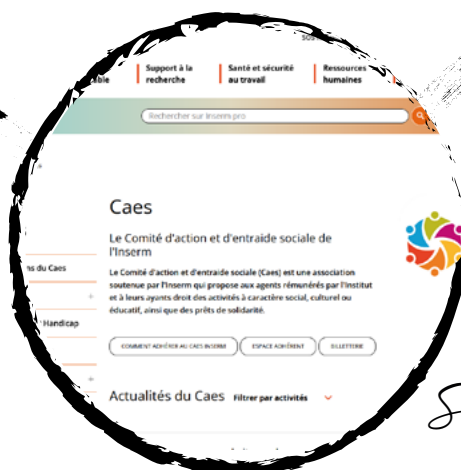 SOS
able
Support à la
recherche
Santé et sécurité
au travail
Ressources
humaines
Rechercher sur Inserm pro
Caes
Le Comité d'action et d'entraide sociale de
l'Inserm
ns du Caes
Handicap
Le Comité d'action et d'entraide sociale (Caes) est une association
soutenue par l'Inserm qui propose aux agents rémunérés par l'Institut
et à leurs ayants droit des activités à caractère social, culturel ou
éducatif, ainsi que des prêts de solidarité.
COMMENT ADHÉRER AU CAES INSERM
ESPACE ADHÉRENT
BILLETTERIE
Actualités du Caes
Filtrer par activités